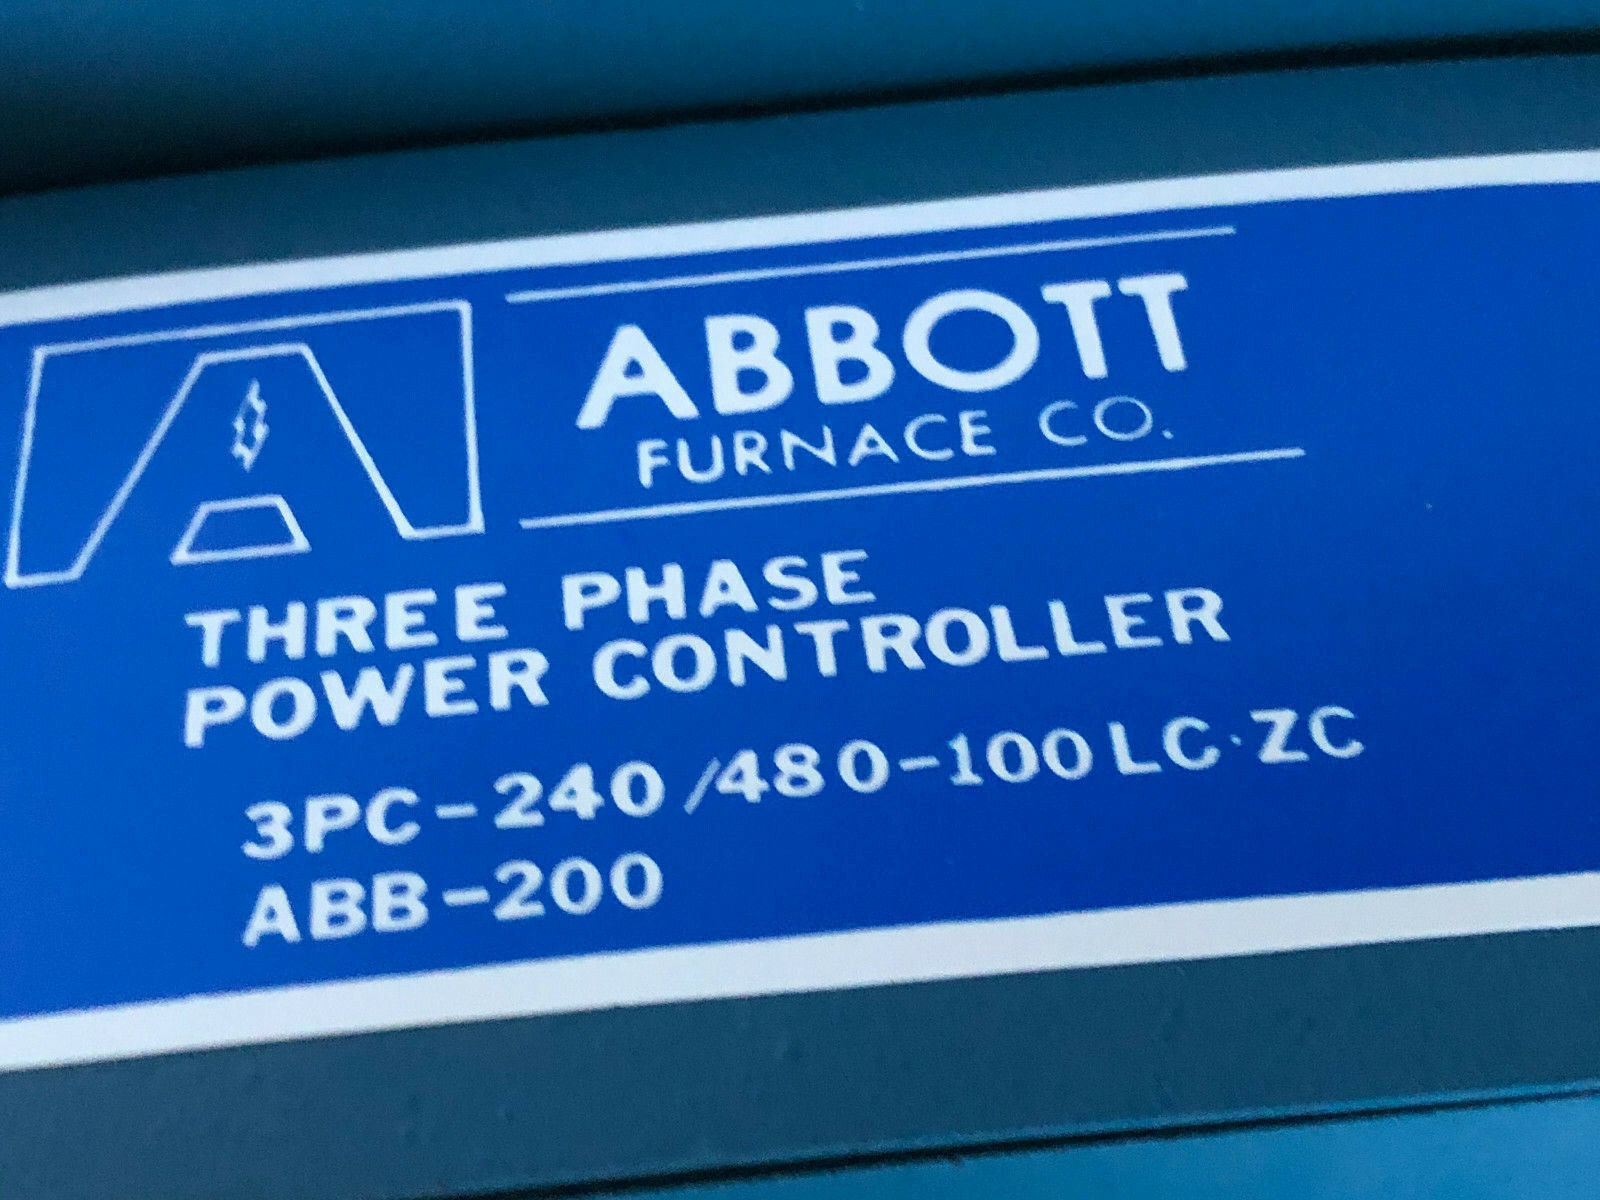 ABBOTT
FURNACE CO.
THREE PHASE
POWER CONTROLLER
3PC-240/480-100LC·ZC
ABB-200